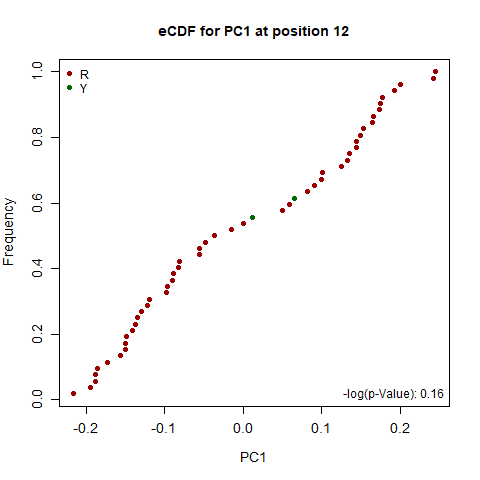 eCDF for PC1 at position 12
R
Y
Frequency
0.0
0.2
0.4
0.6
0.8
1.0
-log(p-Value): 0.16
-0.2
-0.1
0.0
0.1
0.2
PC1